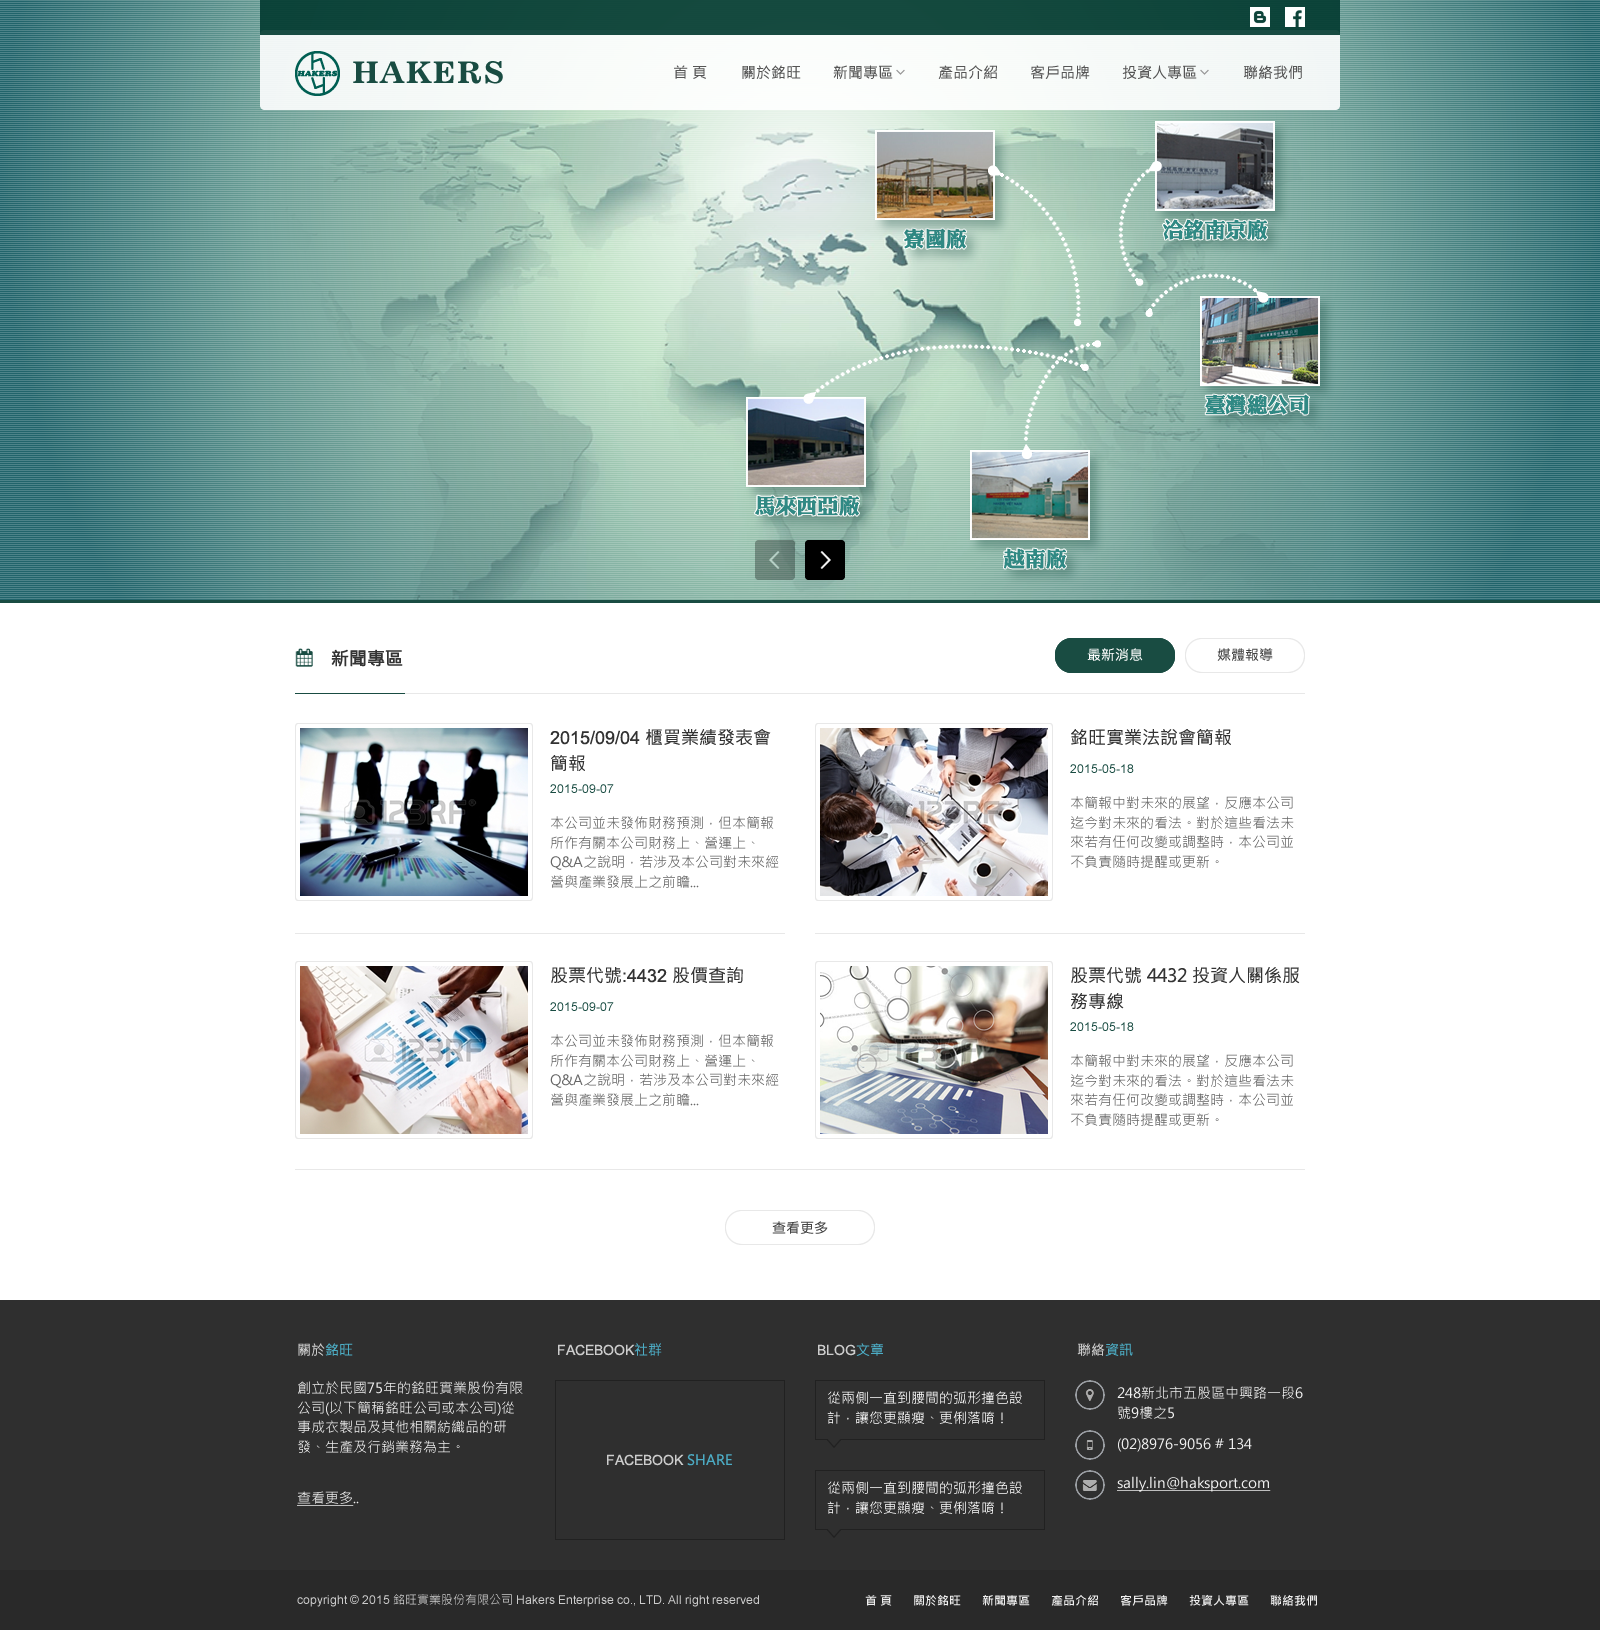 HAKERS HAKERS
首 頁 關於銘旺 新聞專區 產品介紹 客戶品牌 投資人專區 聯絡我們
寮國廠
洽銘南京廠
臺灣總公司
馬來西亞廠
越南廠
新聞專區
最新消息 媒體報導
2015/09/04 櫃買業績發表會
簡報
2015-09-07
本公司並未發佈財務預測，但本簡報
所作有關本公司財務上、營運上、
Q&A之說明，若涉及本公司對未來經
營與產業發展上之前瞻...
銘旺實業法說會簡報
2015-05-18
本簡報中對未來的展望，反應本公司
迄今對未來的看法。對於這些看法未
來若有任何改變或調整時，本公司並
不負責隨時提醒或更新。
股票代號:4432 股價查詢
2015-09-07
本公司並未發佈財務預測，但本簡報
所作有關本公司財務上、營運上、
Q&A之說明，若涉及本公司對未來經
營與產業發展上之前瞻...
股票代號 4432 投資人關係服
務專線
2015-05-18
本簡報中對未來的展望，反應本公司
迄今對未來的看法。對於這些看法未
來若有任何改變或調整時，本公司並
不負責隨時提醒或更新。
123RF
123RF
123RF
123RF
查看更多
關於銘旺
創立於民國75年的銘旺實業股份有限
公司(以下簡稱銘旺公司或本公司)從
事成衣製品及其他相關紡織品的研
發、生產及行銷業務為主。
查看更多..
FACEBOOK社群
FACEBOOK SHARE
BLOG文章
從兩側一直到腰間的弧形撞色設
計，讓您更顯瘦、更俐落唷！
從兩側一直到腰間的弧形撞色設
計，讓您更顯瘦、更俐落唷！
聯絡資訊
248新北市五股區中興路一段6
號9樓之5
(02)8976-9056 # 134
sally.lin@haksport.com
copyright © 2015 銘旺實業股份有限公司 Hakers Enterprise co., LTD. All right reserved
首 頁 關於銘旺 新聞專區 產品介紹 客戶品牌 投資人專區 聯絡我們